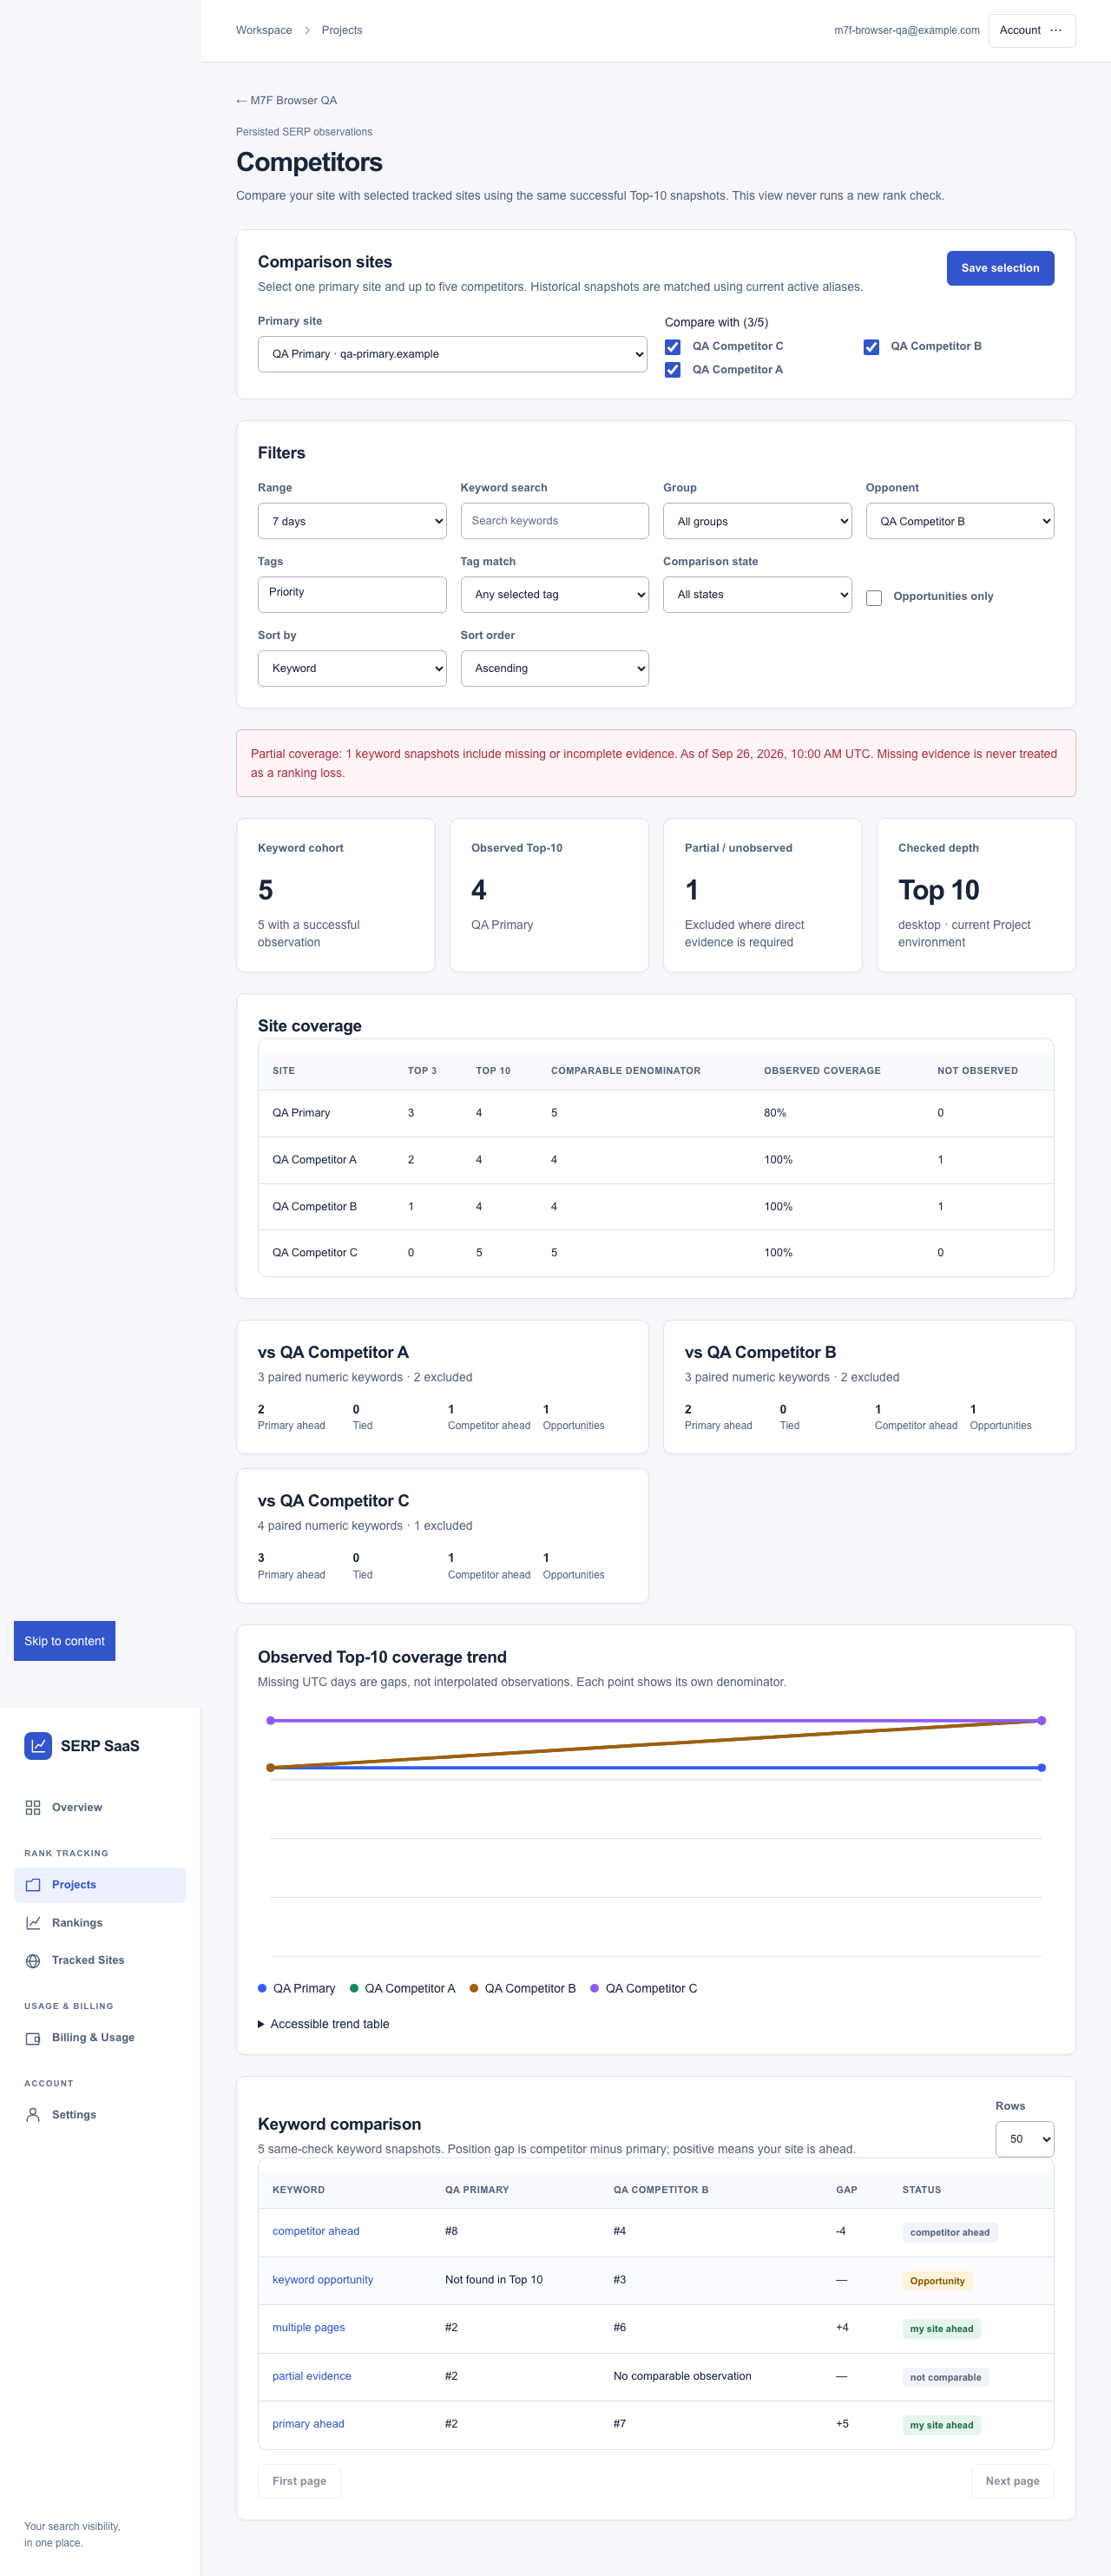 Workspace > Projects
m7f-browser-qa@example.com
Account ···
← M7F Browser QA
Persisted SERP observations
Competitors
Compare your site with selected tracked sites using the same successful Top-10 snapshots. This view never runs a new rank check.
Comparison sites
Select one primary site and up to five competitors. Historical snapshots are matched using current active aliases.
Save selection
Primary site
QA Primary · qa-primary.example
Compare with (3/5)
QA Competitor C
QA Competitor B
QA Competitor A
Filters
Range
Keyword search
Group
Opponent
7 days
Search keywords
All groups
QA Competitor B
Tags
Tag match
Comparison state
Priority
Any selected tag
All states
Opportunities only
Sort by
Sort order
Keyword
Ascending
Partial coverage: 1 keyword snapshots include missing or incomplete evidence. As of Sep 26, 2026, 10:00 AM UTC. Missing evidence is never treated
as a ranking loss.
Keyword cohort
5
5 with a successful
observation
Observed Top-10
4
QA Primary
Partial / unobserved
1
Excluded where direct
evidence is required
Checked depth
Top 10
desktop · current Project
environment
Site coverage
SITE TOP 3 TOP 10 COMPARABLE DENOMINATOR OBSERVED COVERAGE NOT OBSERVED
QA Primary 3 4 5 80% 0
QA Competitor A 2 4 4 100% 1
QA Competitor B 1 4 4 100% 1
QA Competitor C 0 5 5 100% 0
vs QA Competitor A
3 paired numeric keywords · 2 excluded
2 0 1 1
Primary ahead Tied Competitor ahead Opportunities
vs QA Competitor B
3 paired numeric keywords · 2 excluded
2 0 1 1
Primary ahead Tied Competitor ahead Opportunities
vs QA Competitor C
4 paired numeric keywords · 1 excluded
3 0 1 1
Primary ahead Tied Competitor ahead Opportunities
Skip to content
Observed Top-10 coverage trend
Missing UTC days are gaps, not interpolated observations. Each point shows its own denominator.
QA Primary QA Competitor A QA Competitor B QA Competitor C
Accessible trend table
SERP SaaS
Overview
RANK TRACKING
Projects
Rankings
Tracked Sites
USAGE & BILLING
Billing & Usage
ACCOUNT
Settings
Your search visibility,
in one place.
Keyword comparison
5 same-check keyword snapshots. Position gap is competitor minus primary; positive means your site is ahead.
Rows
50
KEYWORD QA PRIMARY QA COMPETITOR B GAP STATUS
competitor ahead #8 #4 -4 competitor ahead
keyword opportunity Not found in Top 10 #3 — Opportunity
multiple pages #2 #6 +4 my site ahead
partial evidence #2 No comparable observation — not comparable
primary ahead #2 #7 +5 my site ahead
First page
Next page